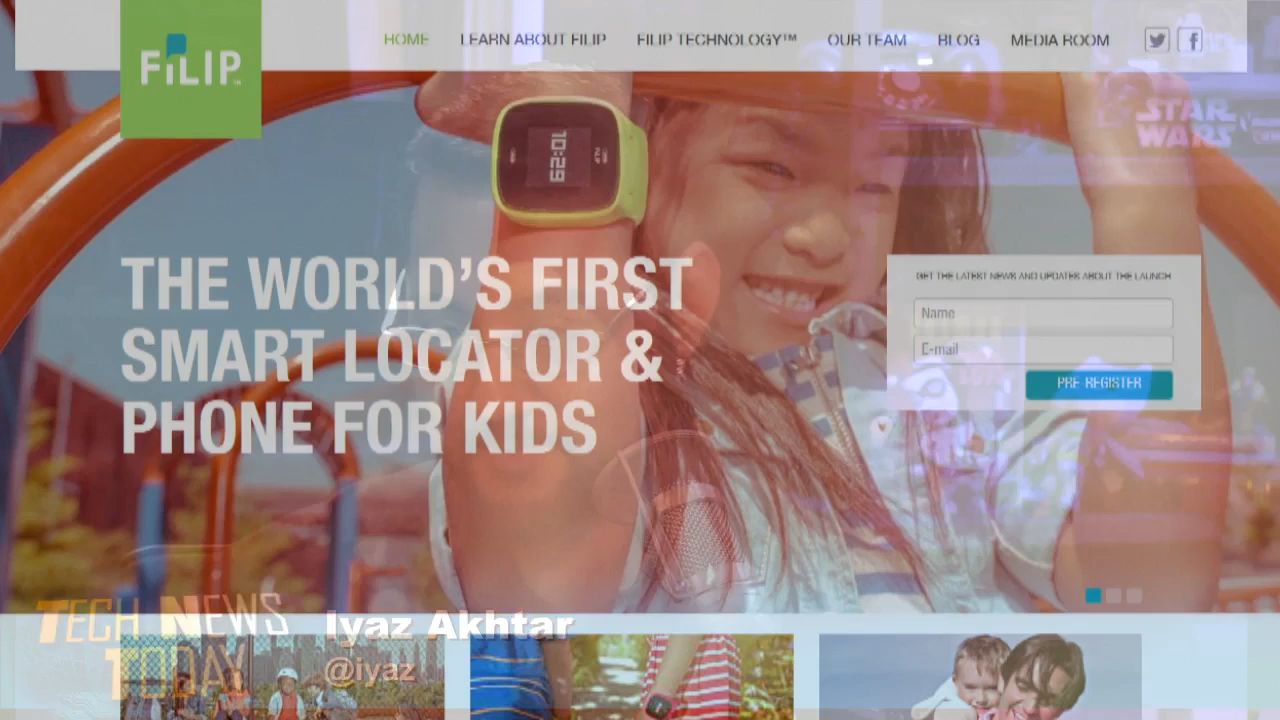 FiLIP
HOME
LEARN ABOUT FILIP
FILIP TECHNOLOGY™
OUR TEAM
BLOG
MEDIA ROOM
STAR
WARS
10:29
FILIP
THE WORLD'S FIRST
SMART LOCATOR &
PHONE FOR KIDS
GET THE LATEST NEWS AND UPDATES ABOUT THE LAUNCH
Name
E-mail
PRE REGISTER
TECH NEWS
TODAY
Iyaz Akhtar
@iyaz